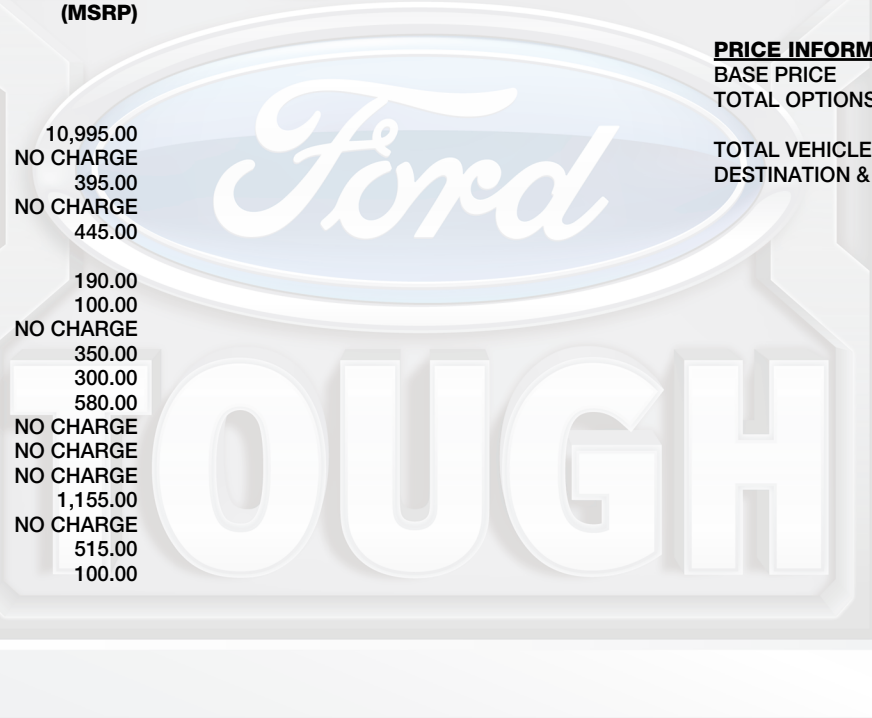 (MSRP)
10,995.00
NO CHARGE
395.00
NO CHARGE
445.00
190.00
100.00
NO CHARGE
350.00
300.00
580.00
NO CHARGE
NO CHARGE
NO CHARGE
1,155.00
NO CHARGE
515.00
100.00
PRICE INFORM
BASE PRICE
TOTAL OPTIONS
TOTAL VEHICLE
DESTINATION &
Ford
TOUGH